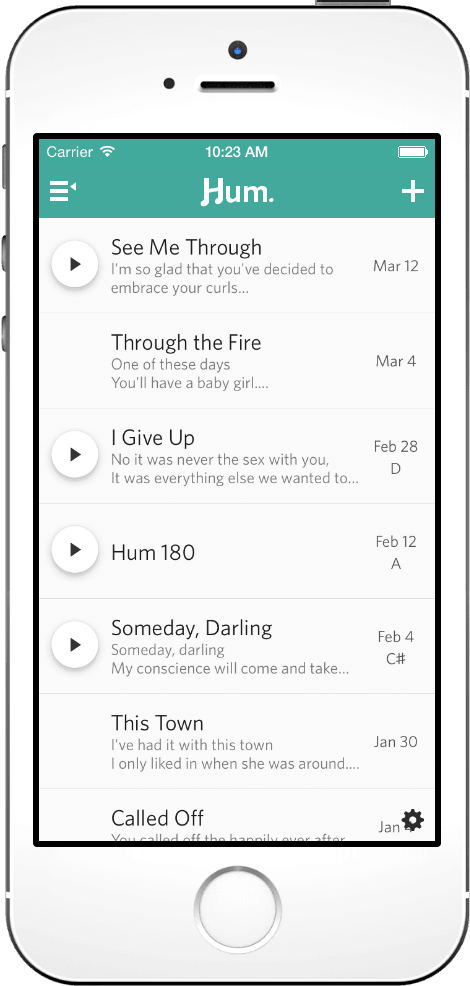 Carrier 10:23 AM
Hum.
See Me Through
I'm so glad that you've decided to
embrace your curls...
Mar 12
Through the Fire
One of these days
You'll have a baby girl....
Mar 4
I Give Up
No it was never the sex with you,
It was everything else we wanted to...
Feb 28
D
Hum 180
Feb 12
A
Someday, Darling
Someday, darling
My conscience will come and take...
Feb 4
C#
This Town
I've had it with this town
I only liked in when she was around....
Jan 30
Called Off
You called off the happily ever after
Jan